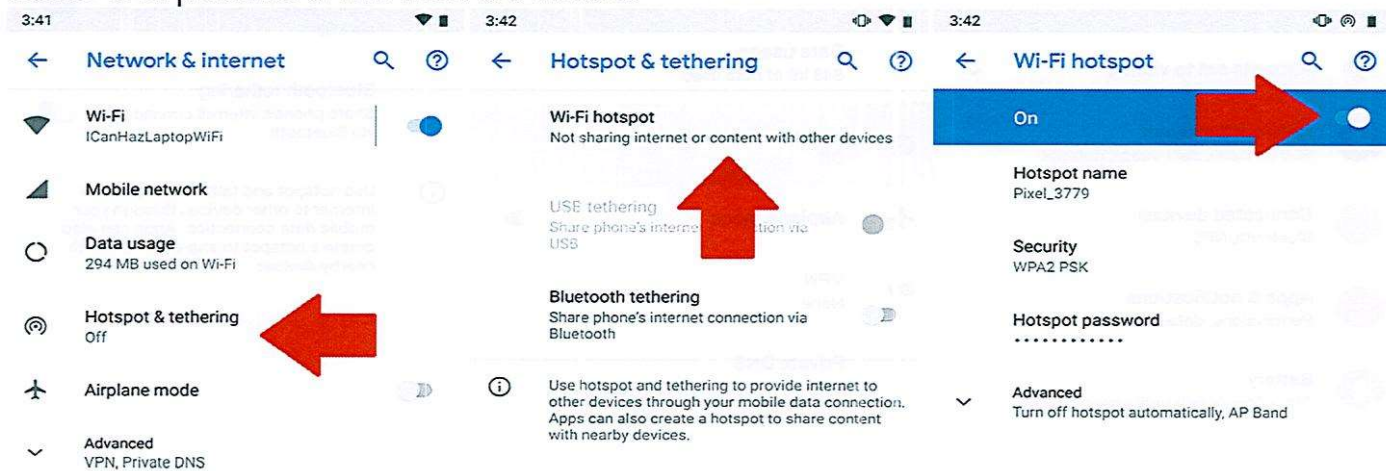 3:41
Network & internet
Wi-Fi
ICanHazLaptopWiFi
Mobile network
Data usage
294 MB used on Wi-Fi
Hotspot & tethering
Off
Airplane mode
Advanced
VPN, Private DNS
3:42
Hotspot & tethering
Wi-Fi hotspot
Not sharing internet or content with other devices
USB tethering
Share phone's internet connection via
USB
Bluetooth tethering
Share phone's internet connection via
Bluetooth
Use hotspot and tethering to provide internet to
other devices through your mobile data connection.
Apps can also create a hotspot to share content
with nearby devices.
3:42
Wi-Fi hotspot
On
Hotspot name
Pixel_3779
Security
WPA2 PSK
Hotspot password
Advanced
Turn off hotspot automatically, AP Band